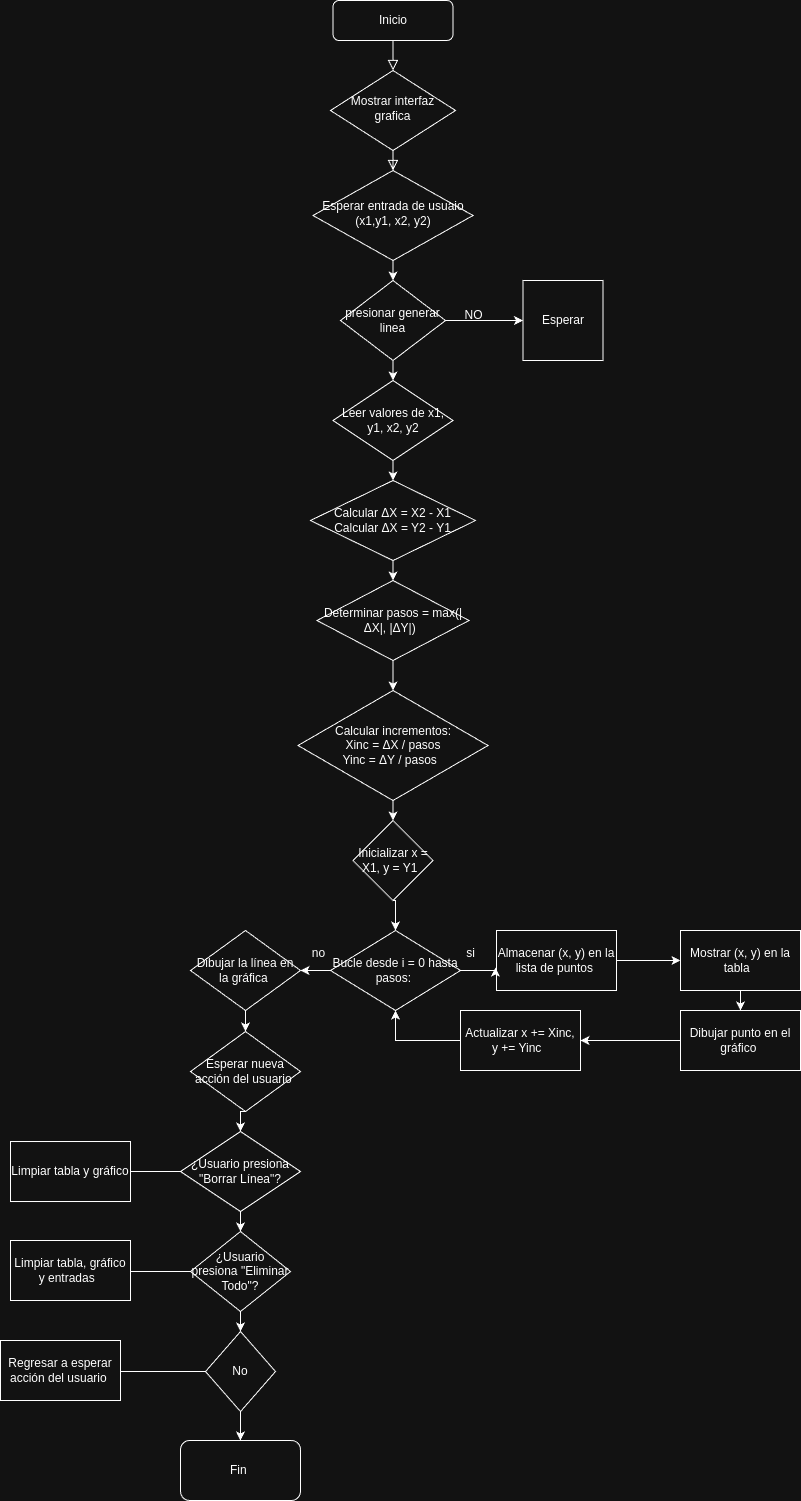 Inicio
Mostrar interfaz
grafica
Esperar entrada de usuaio
(x1,y1, x2, y2)
presionar generar
linea
NO
Esperar
Leer valores de x1,
y1, x2, y2
Calcular ΔX = X2 - X1
Calcular ΔX = Y2 - Y1
Determinar pasos = max(|
ΔX|, |ΔY|)
Calcular incrementos:
Xinc = ΔX / pasos
Yinc = ΔY / pasos
Inicializar x =
X1, y = Y1
Bucle desde i = 0 hasta
pasos:
si
Almacenar (x, y) en la
lista de puntos
Mostrar (x, y) en la
tabla
Dibujar punto en el
gráfico
Actualizar x += Xinc,
y += Yinc
no
Dibujar la línea en
la gráfica
Esperar nueva
acción del usuario
¿Usuario presiona
"Borrar Línea"?
Limpiar tabla y gráfico
¿Usuario
presiona "Eliminar
Todo"?
Limpiar tabla, gráfico
y entradas
No
Regresar a esperar
acción del usuario
Fin